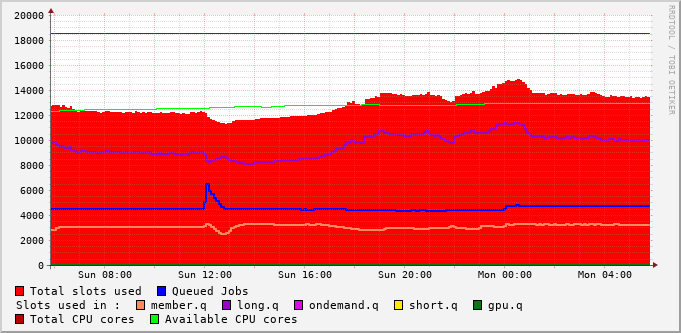 RRDTOOL / TOBI OETIKER
20000
18000
16000
14000
12000
10000
8000
6000
4000
2000
0
Sun 08:00 Sun 12:00 Sun 16:00 Sun 20:00 Mon 00:00 Mon 04:00
Total slots used Queued Jobs
Slots used in : member.q long.q ondemand.q short.q gpu.q
Total CPU cores Available CPU cores